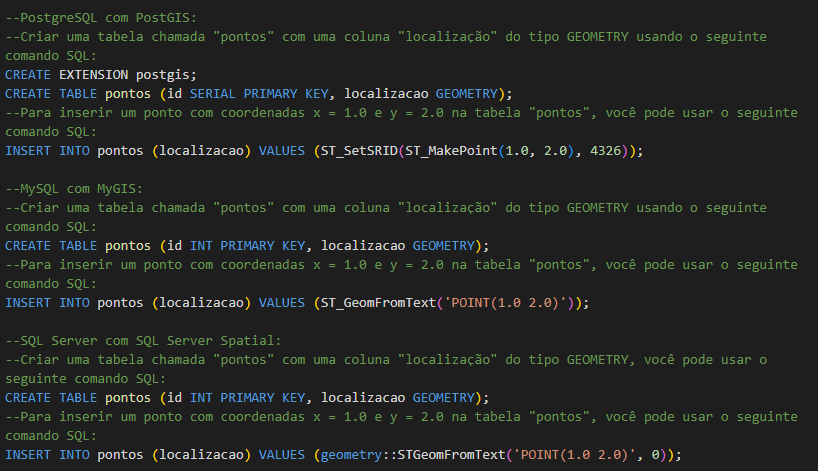 --PostgreSQL com PostGIS:
--Criar uma tabela chamada "pontos" com uma coluna "localização" do tipo GEOMETRY usando o seguinte
comando SQL:
CREATE EXTENSION postgis;
CREATE TABLE pontos (id SERIAL PRIMARY KEY, localizacao GEOMETRY);
--Para inserir um ponto com coordenadas x = 1.0 e y = 2.0 na tabela "pontos", você pode usar o seguinte
comando SQL:
INSERT INTO pontos (localizacao) VALUES (ST_SetSRID(ST_MakePoint(1.0, 2.0), 4326));

--MySQL com MyGIS:
--Criar uma tabela chamada "pontos" com uma coluna "localização" do tipo GEOMETRY usando o seguinte
comando SQL:
CREATE TABLE pontos (id INT PRIMARY KEY, localizacao GEOMETRY);
--Para inserir um ponto com coordenadas x = 1.0 e y = 2.0 na tabela "pontos", você pode usar o seguinte
comando SQL:
INSERT INTO pontos (localizacao) VALUES (ST_GeomFromText('POINT(1.0 2.0)'));

--SQL Server com SQL Server Spatial:
--Criar uma tabela chamada "pontos" com uma coluna "localização" do tipo GEOMETRY, você pode usar o
seguinte comando SQL:
CREATE TABLE pontos (id INT PRIMARY KEY, localizacao GEOMETRY);
--Para inserir um ponto com coordenadas x = 1.0 e y = 2.0 na tabela "pontos", você pode usar o seguinte
comando SQL:
INSERT INTO pontos (localizacao) VALUES (geometry::STGeomFromText('POINT(1.0 2.0)', 0));